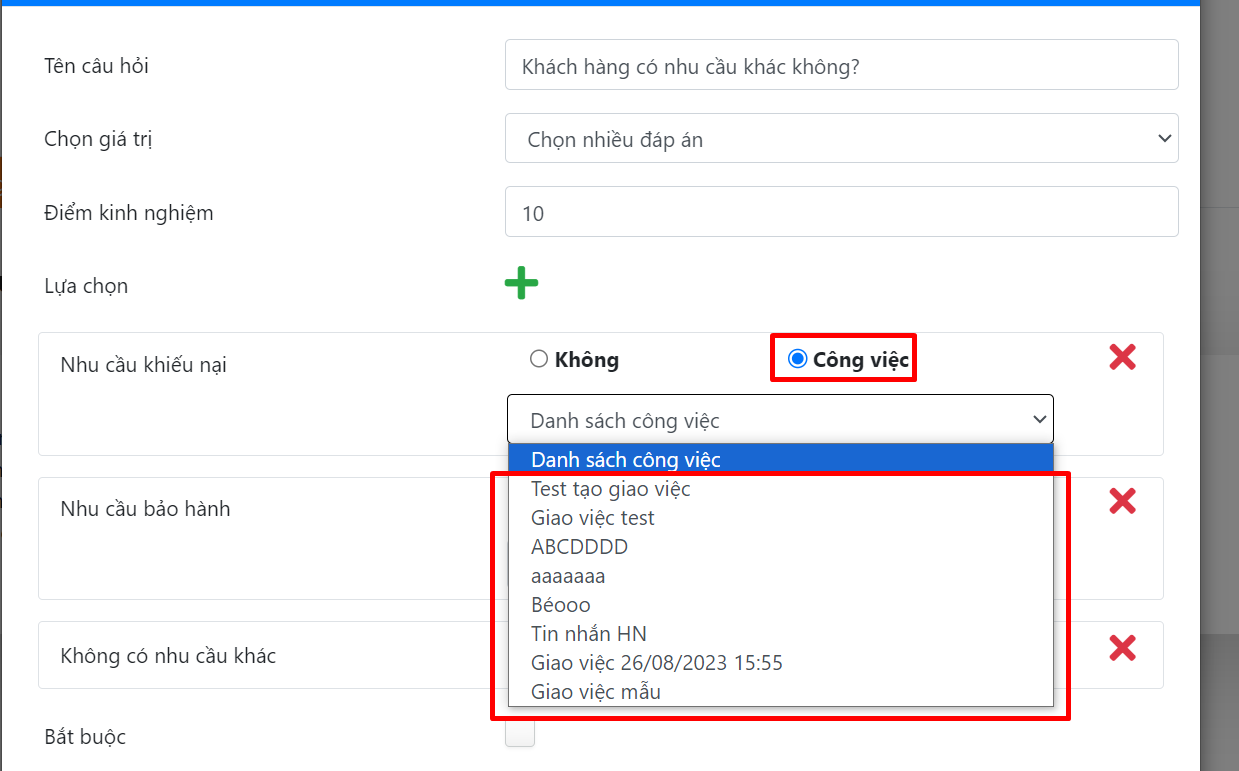 Tên câu hỏi
Khách hàng có nhu cầu khác không?
Chọn giá trị
Chọn nhiều đáp án
Điểm kinh nghiệm
10
Lựa chọn
Nhu cầu khiếu nại
Không
Công việc
Danh sách công việc
Danh sách công việc
Test tạo giao việc
Nhu cầu bảo hành
Giao việc test
ABCDDDD
aaaaaaa
Béooo
Tin nhắn HN
Không có nhu cầu khác
Giao việc 26/08/2023 15:55
Giao việc mẫu
Bắt buộc